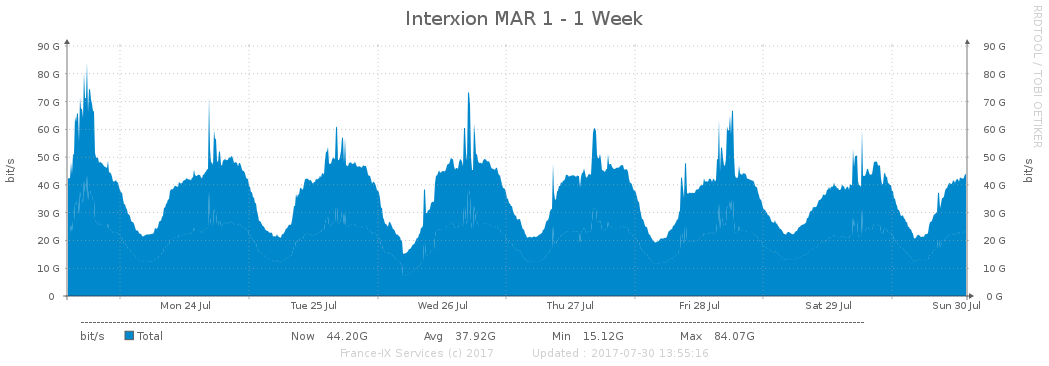 Interxion MAR 1 - 1 Week
RRDTOOL / TOBI OETIKER
bit/s
90 G
80 G
70 G
60 G
50 G
40 G
30 G
20 G
10 G
0
90 G
80 G
70 G
60 G
50 G
40 G
30 G
20 G
10 G
0 G
bit/s
Mon 24 Jul Tue 25 Jul Wed 26 Jul Thu 27 Jul Fri 28 Jul Sat 29 Jul Sun 30 Jul
bit/s Total Now 44.20G Avg 37.92G Min 15.12G Max 84.07G
France-IX Services (c) 2017 Updated : 2017-07-30 13:55:16